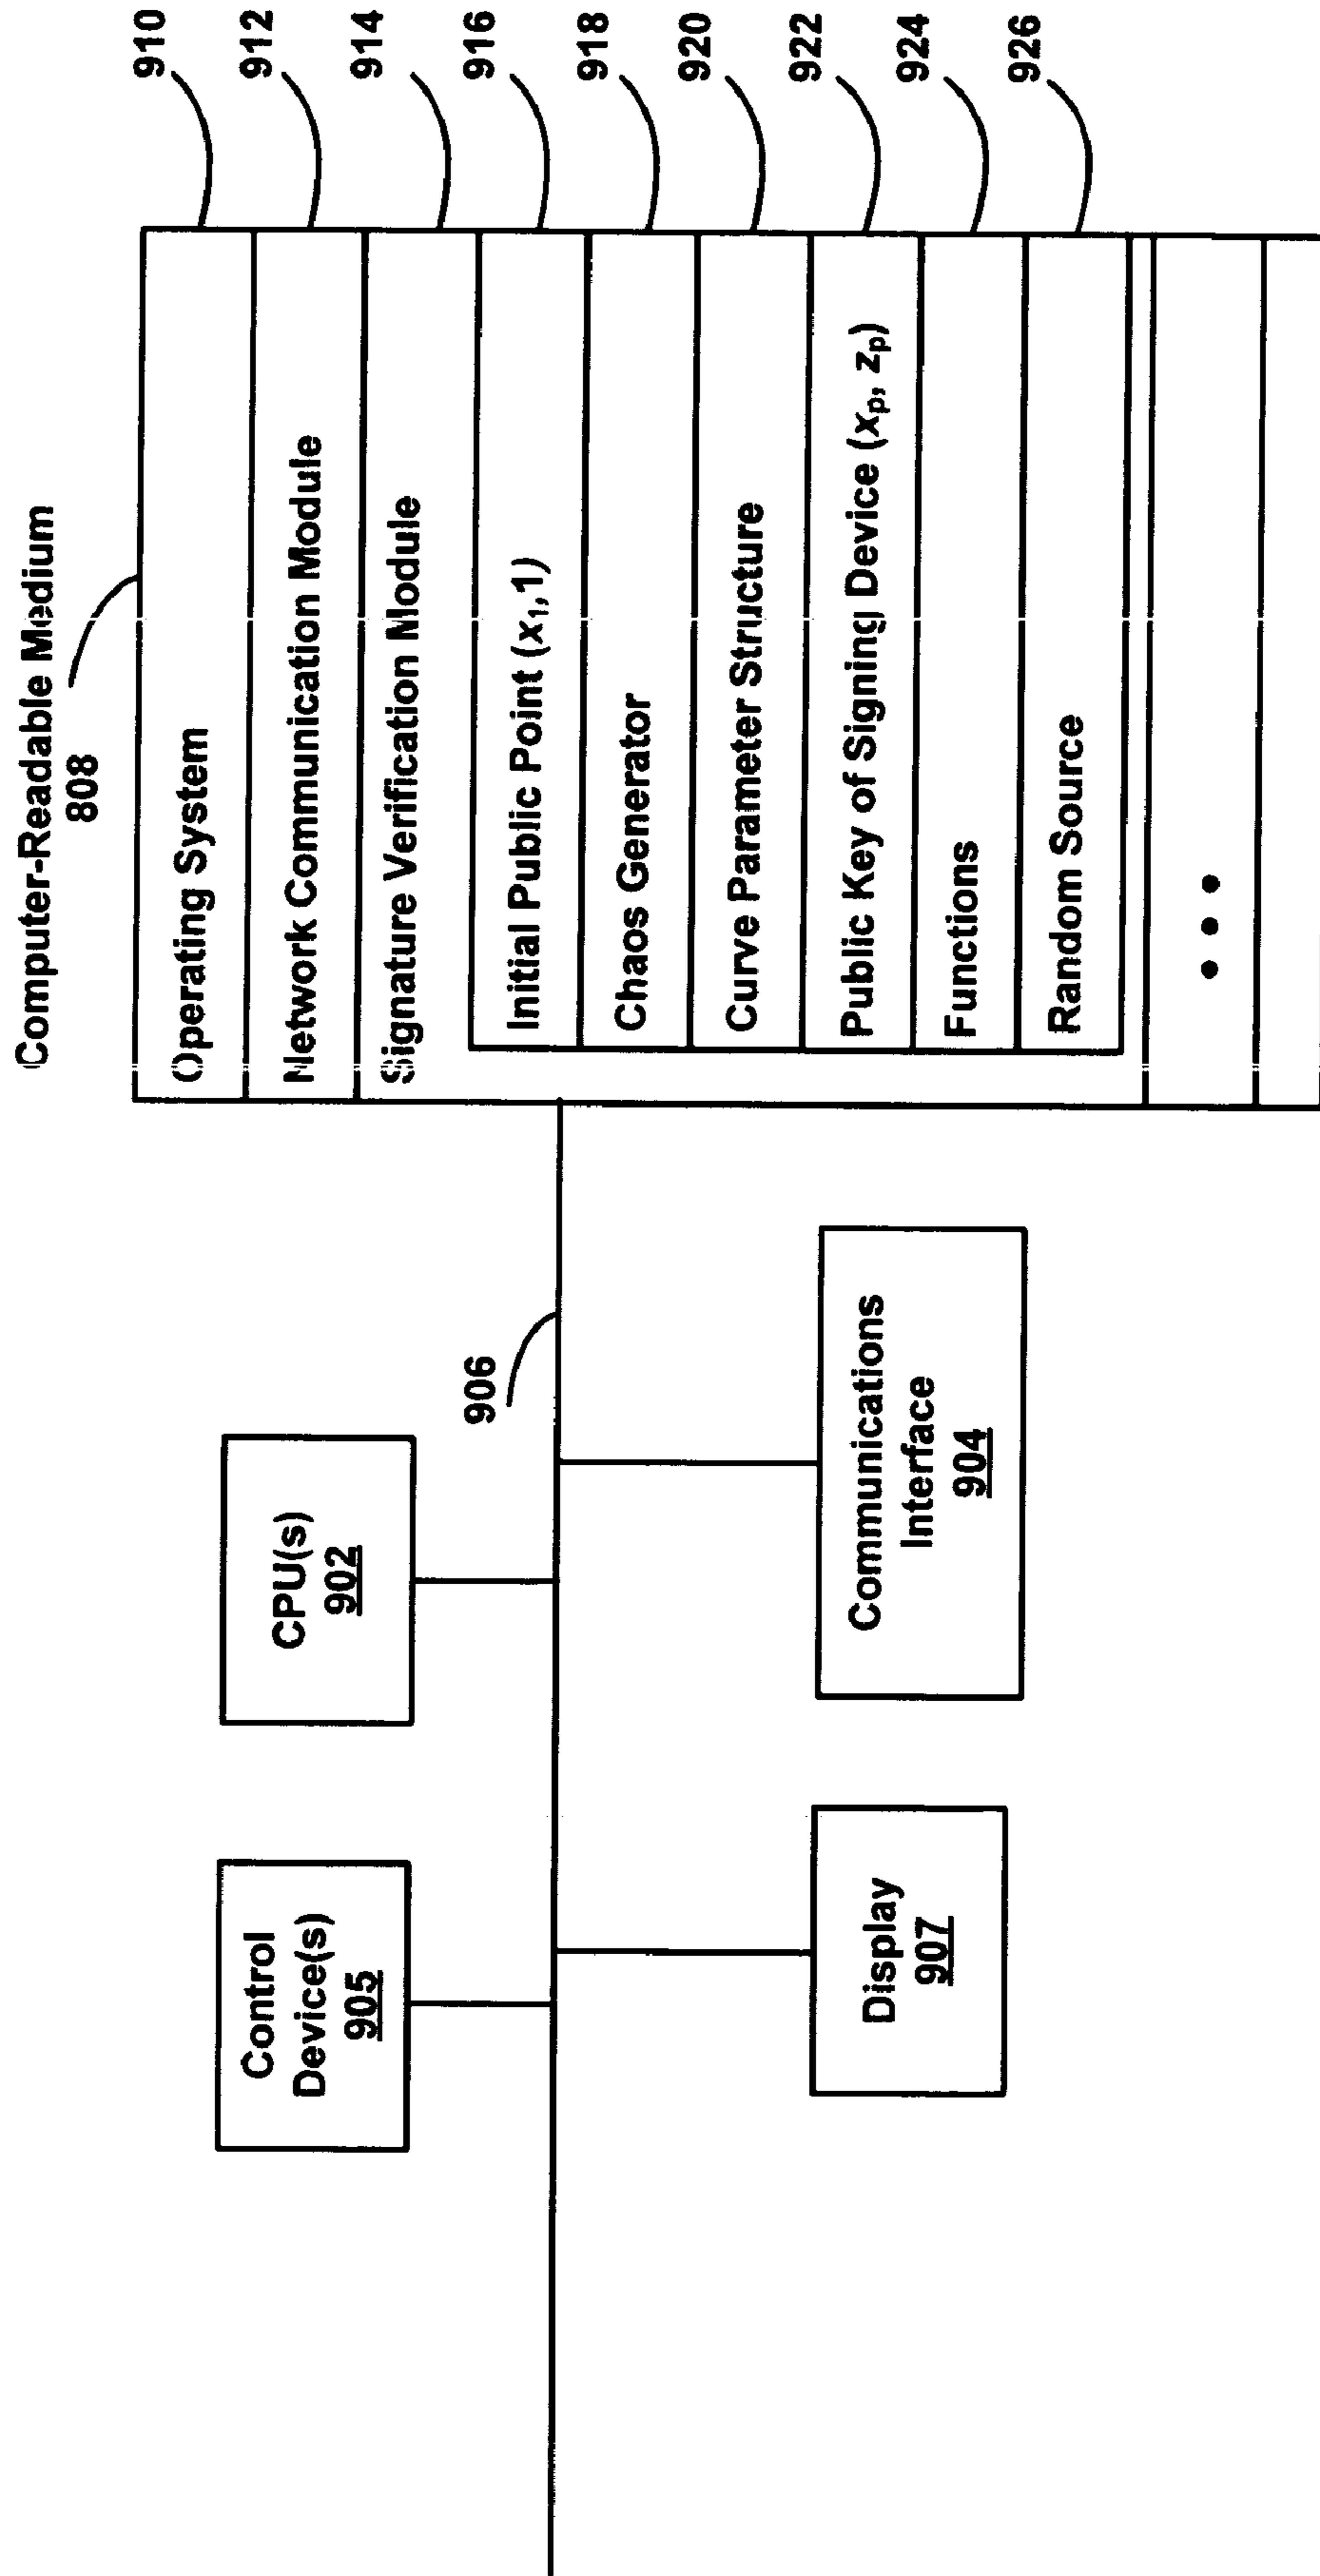 Computer-Readable Medium
808
Operating System
910
Network Communication Module
912
Signature Verification Module
914
Initial Public Point (x₁,1)
916
Chaos Generator
918
Curve Parameter Structure
920
Public Key of Signing Device (xₚ, zₚ)
922
Functions
924
Random Source
926
• • •
906
Control
Device(s)
905
CPU(s)
902
Display
907
Communications
Interface
904